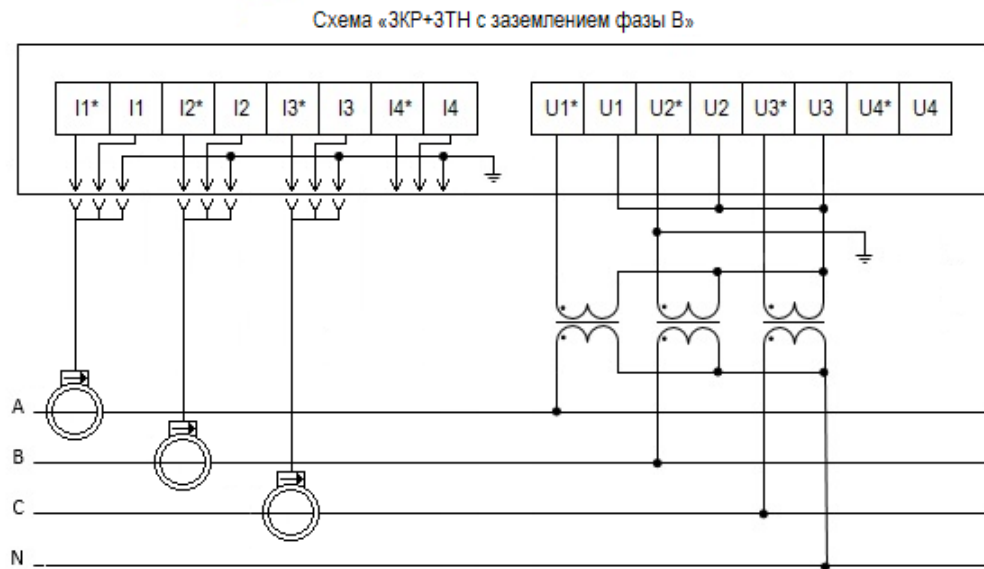 Схема «3КР+3ТН с заземлением фазы В»
I1* I1 I2* I2 I3* I3 I4* I4 U1* U1 U2* U2 U3* U3 U4* U4
A
B
C
N